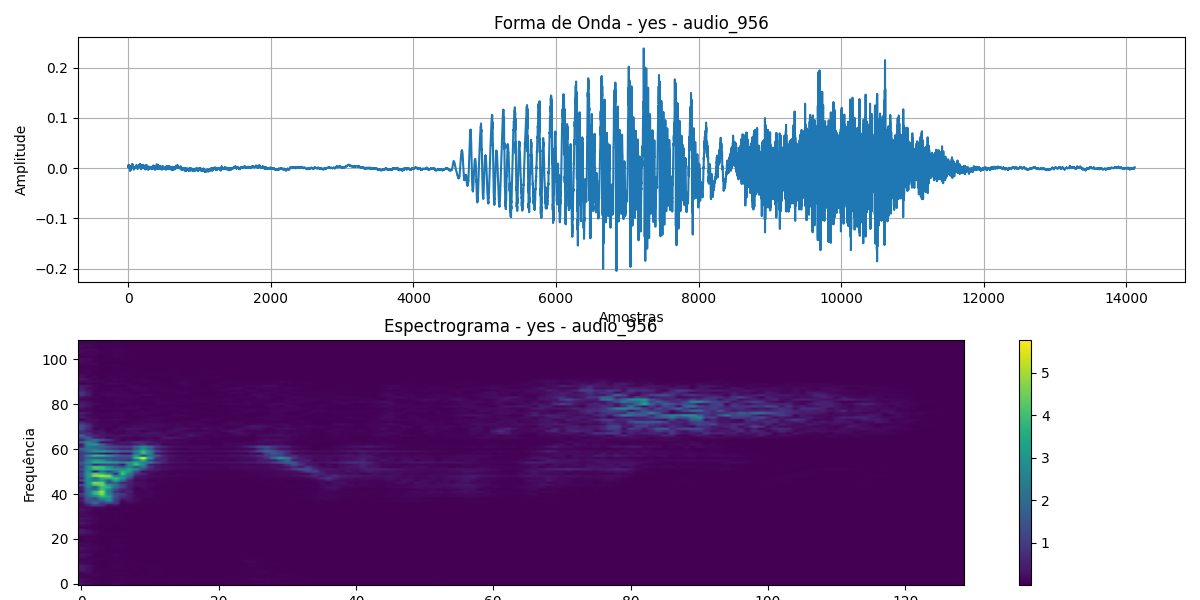 Forma de Onda - yes - audio_956
Amplitude
0.2
0.1
0.0
−0.1
−0.2
0 2000 4000 6000 8000 10000 12000 14000
Amostras
Espectrograma - yes - audio_956
Frequência
100
80
60
40
20
0
0 20 40 60 80 100 120
5
4
3
2
1